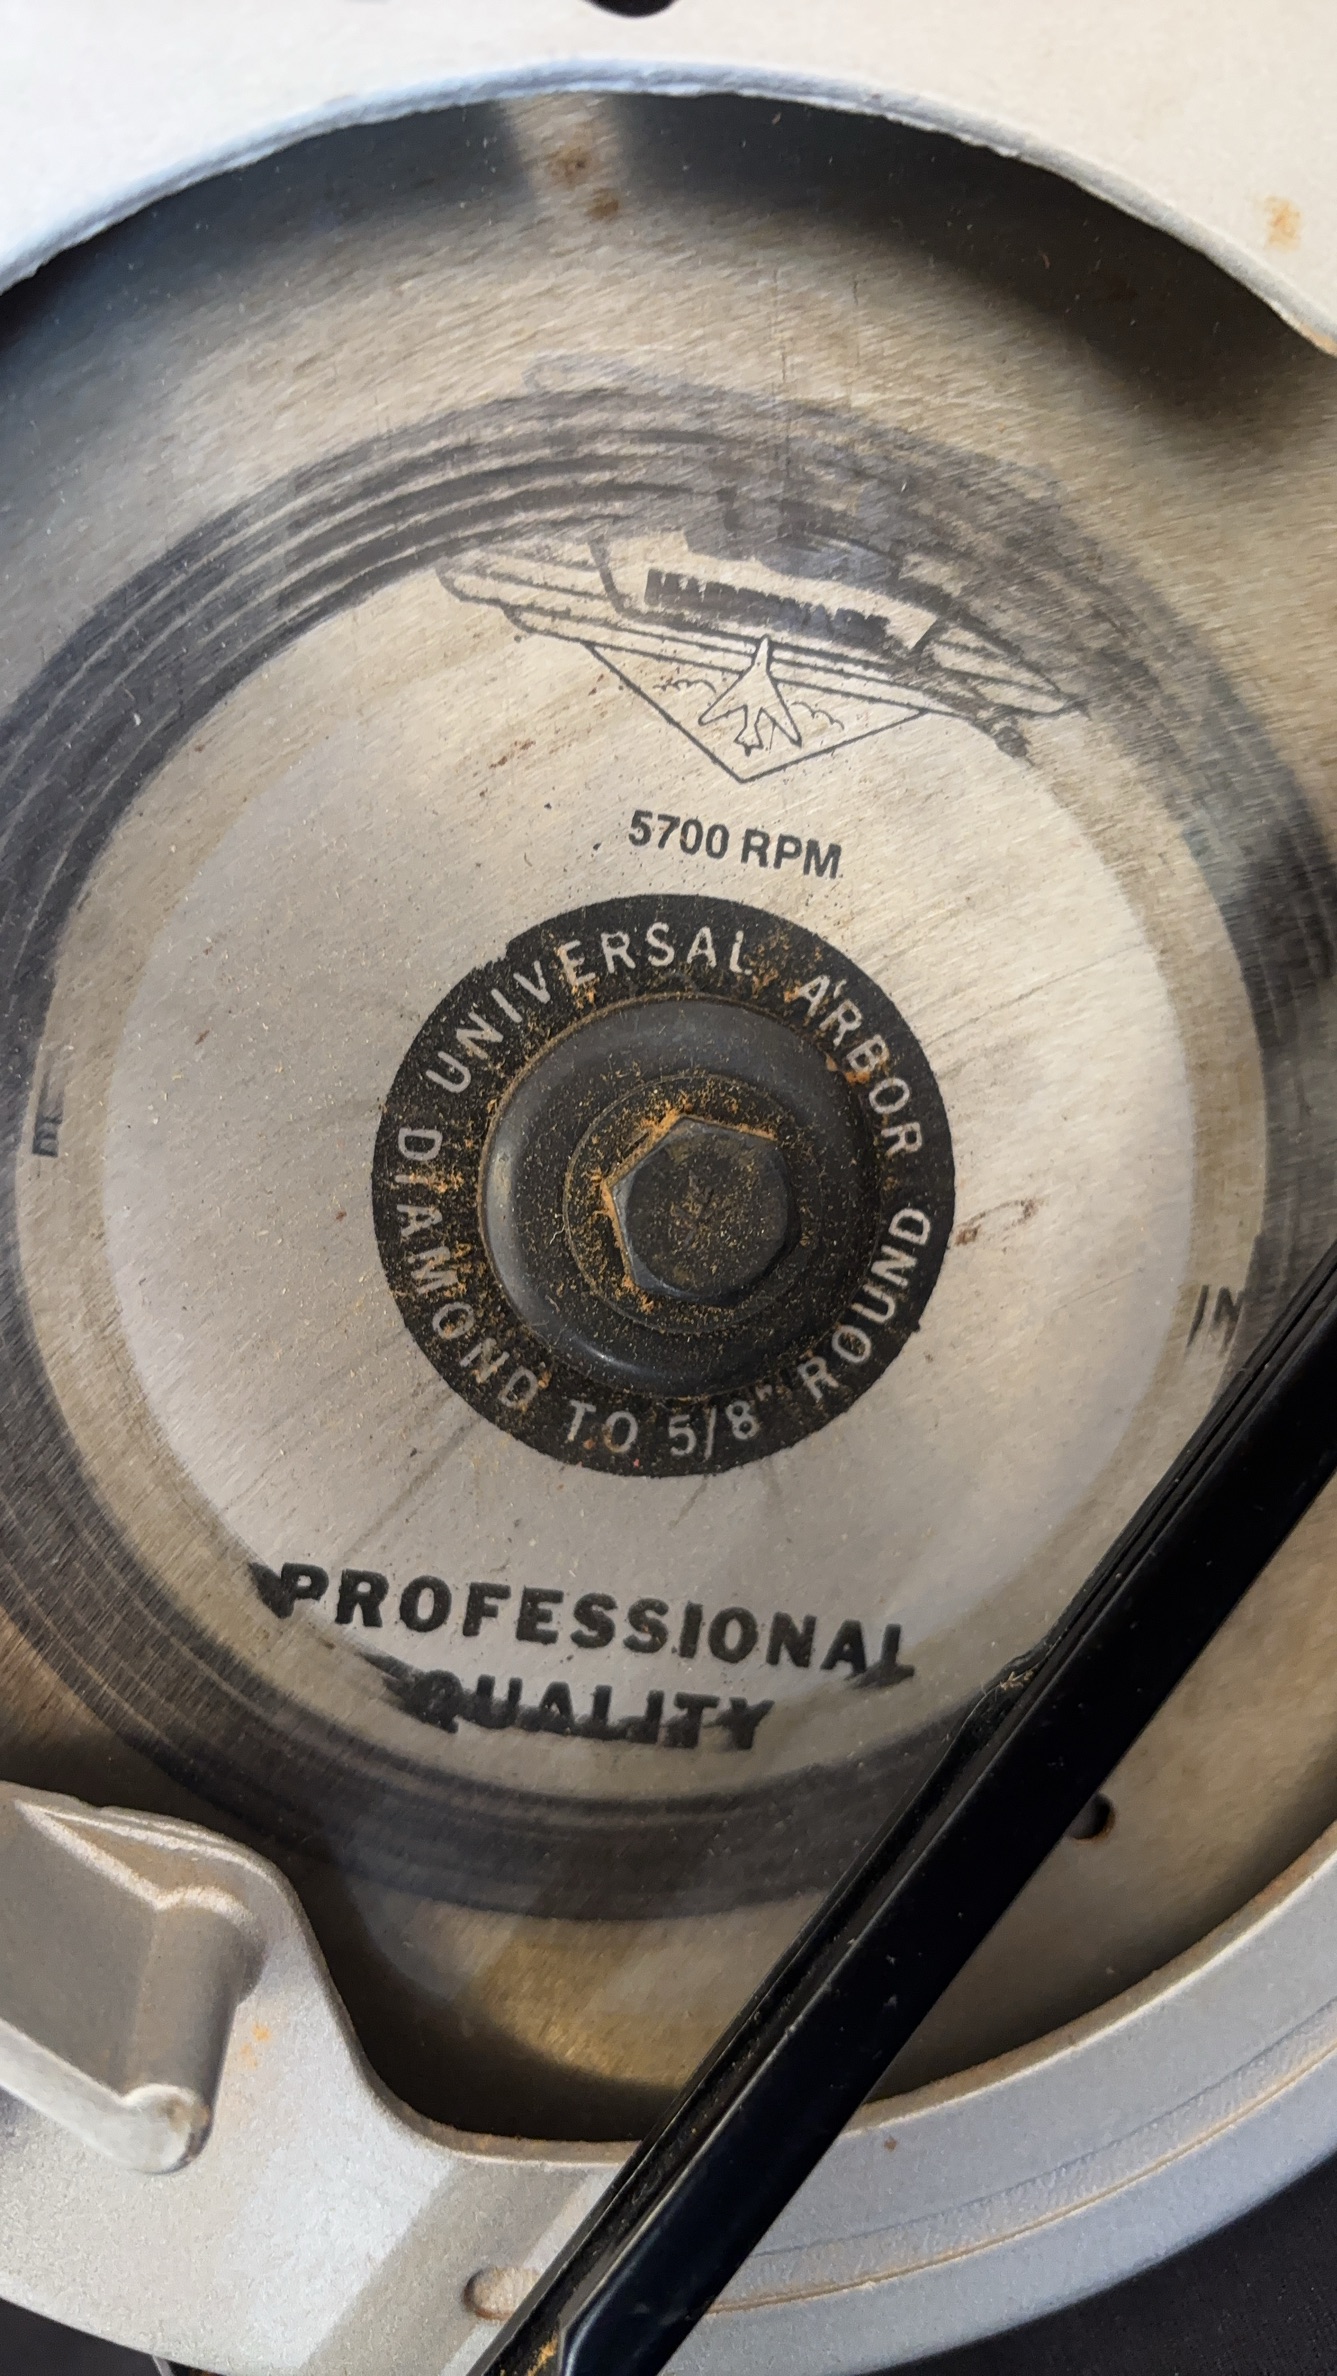 5700 RPM
UNIVERSAL ARBOR
DIAMOND TO 5/8" ROUND
PROFESSIONAL
QUALITY